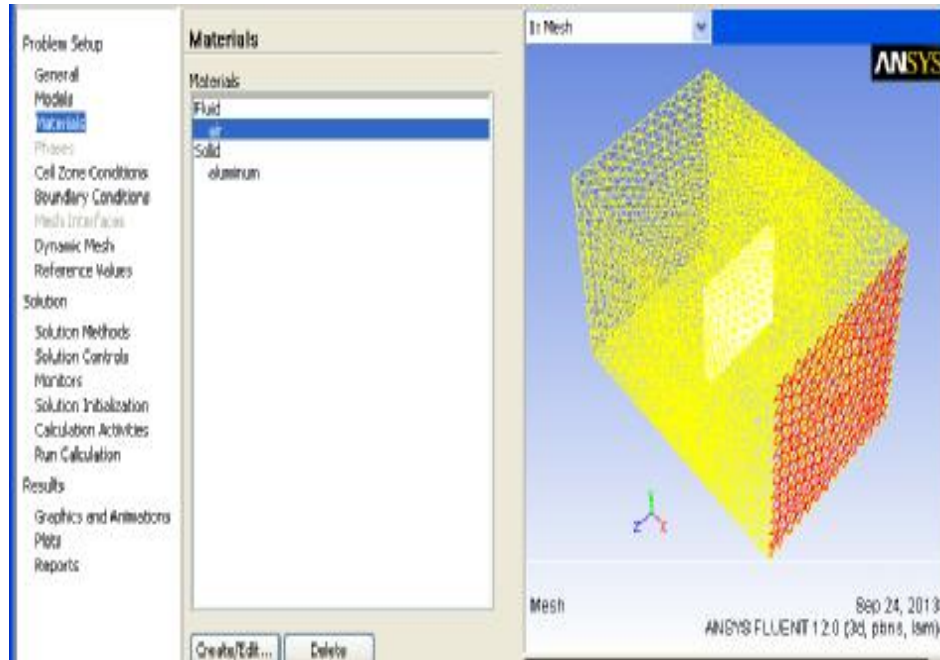 Problem Setup
General
Models
Materials
Phases
Cell Zone Conditions
Boundary Conditions
Mesh Interfaces
Dynamic Mesh
Reference Values
Solution
Solution Methods
Solution Controls
Monitors
Solution Initialization
Calculation Activities
Run Calculation
Results
Graphics and Animations
Plots
Reports
Materials
Materials
Fluid
air
Solid
aluminum
Create/Edit...
Delete
1: Mesh
ANSYS
Y
Z
X
Mesh
Sep 24, 2013
ANSYS FLUENT 12.0 (3d, pbns, lam)